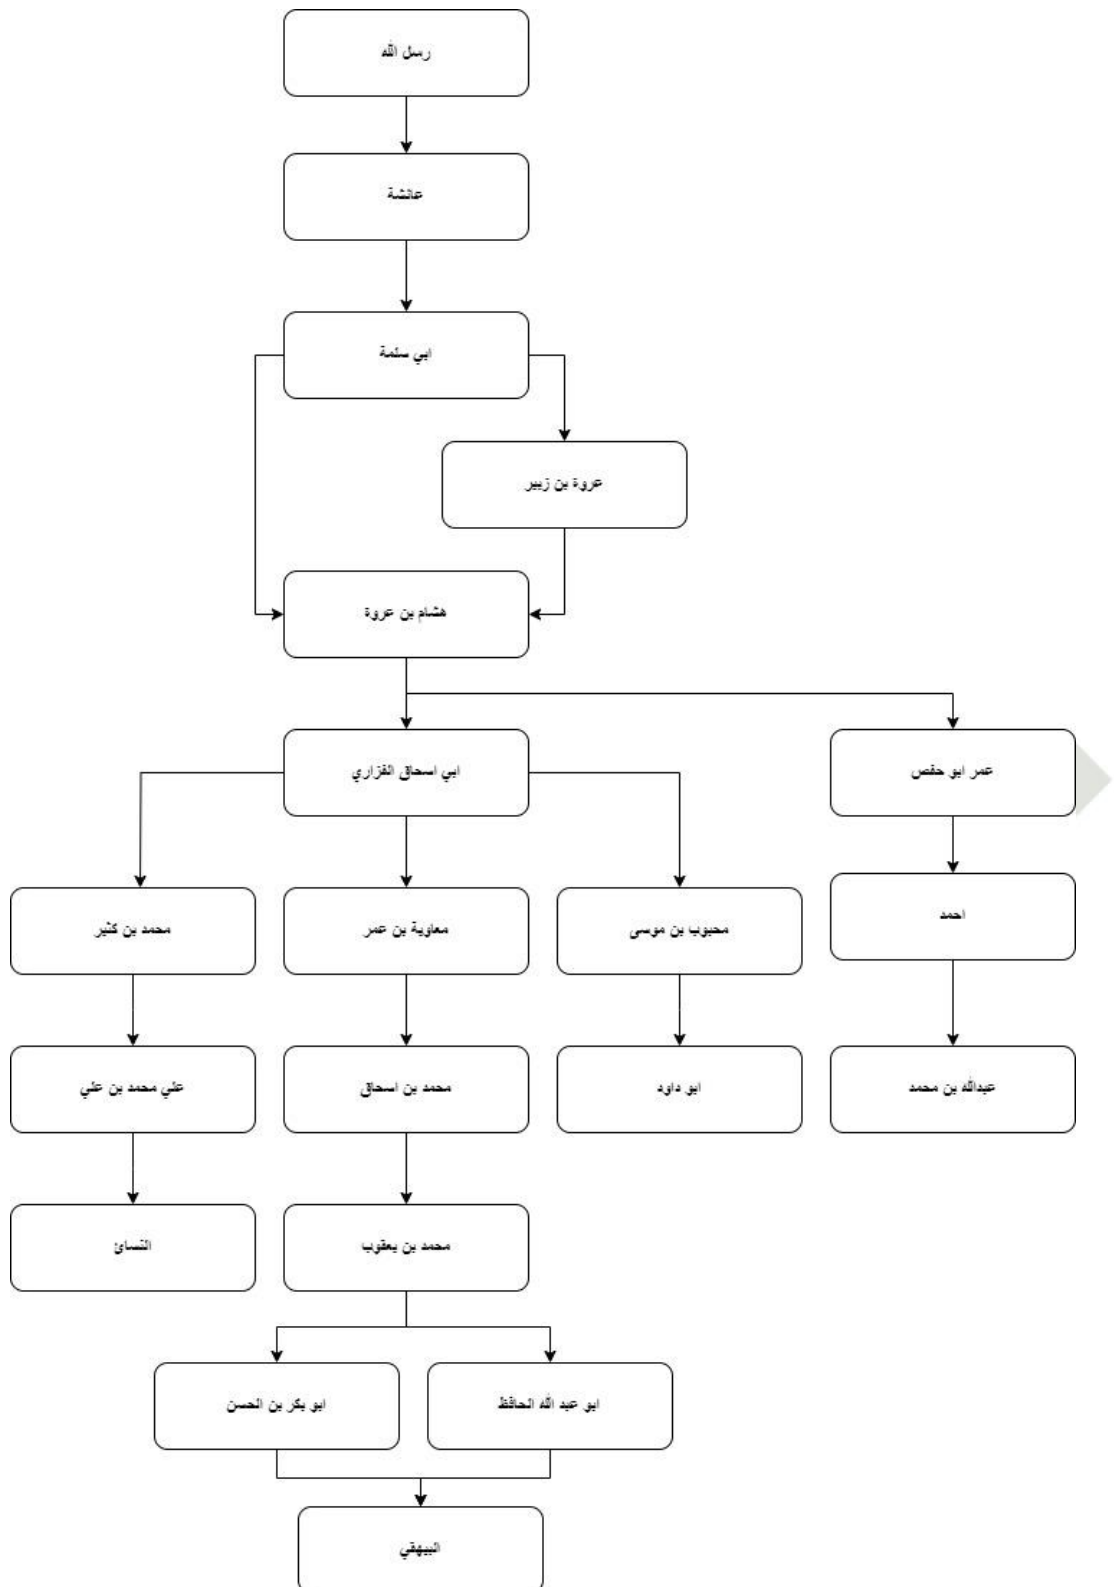 رسل الله
عائشة
ابي سلمة
عروة بن زبير
هشام بن عروة
ابي اسحاق الفزاري
عمر ابو حفص
محمد بن كثير
معاوية بن عمر
محبوب بن موسى
احمد
علي محمد بن علي
محمد بن اسحاق
ابو داود
عبدالله بن محمد
النسائ
محمد بن يعقوب
ابو بكر بن الحسن
ابو عبد الله الحافظ
البيهقي